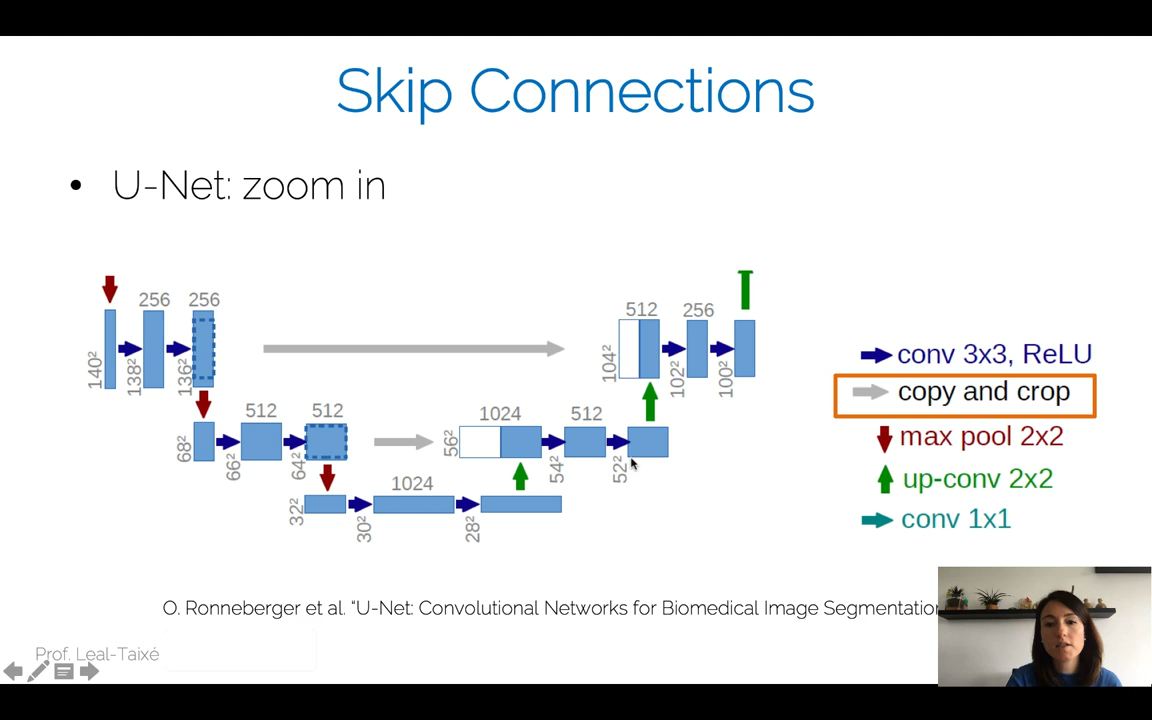 Skip Connections
• U-Net: zoom in
256 256
140²
138²
136²
512 256
104²
102²
100²
512 512
68²
66²
64²
1024 512
56²
54²
52²
1024
32²
30²
28²
conv 3x3, ReLU
copy and crop
max pool 2x2
up-conv 2x2
conv 1x1
O. Ronneberger et al. “U-Net: Convolutional Networks for Biomedical Image Segmentation
Prof. Leal-Taixé